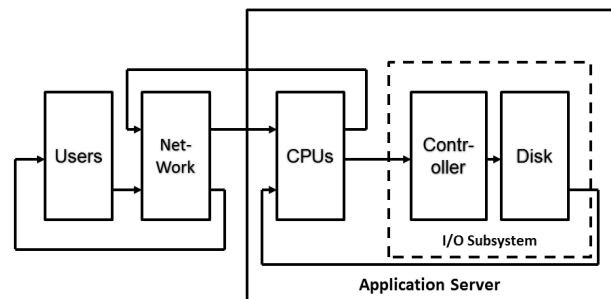 Users
Net-
Work
CPUs
Contr-
oller
Disk
I/O Subsystem
Application Server